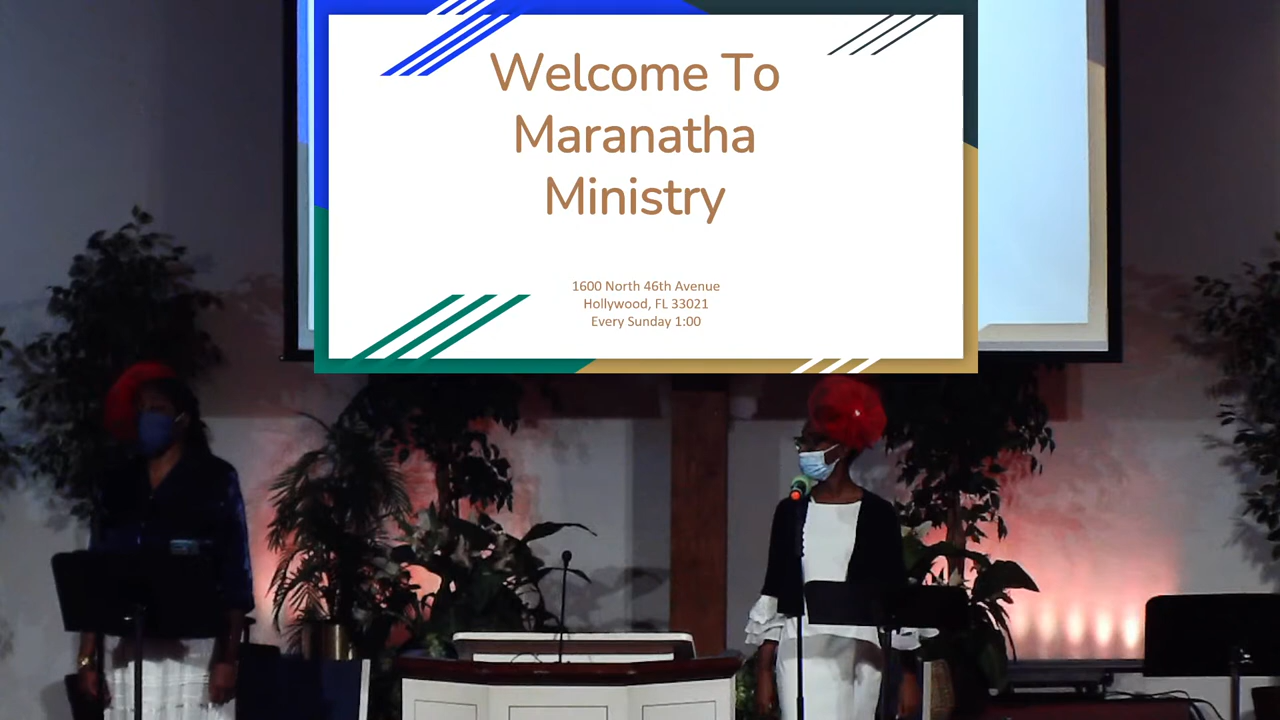 Welcome To
Maranatha
Ministry
1600 North 46th Avenue
Hollywood, FL 33021
Every Sunday 1:00